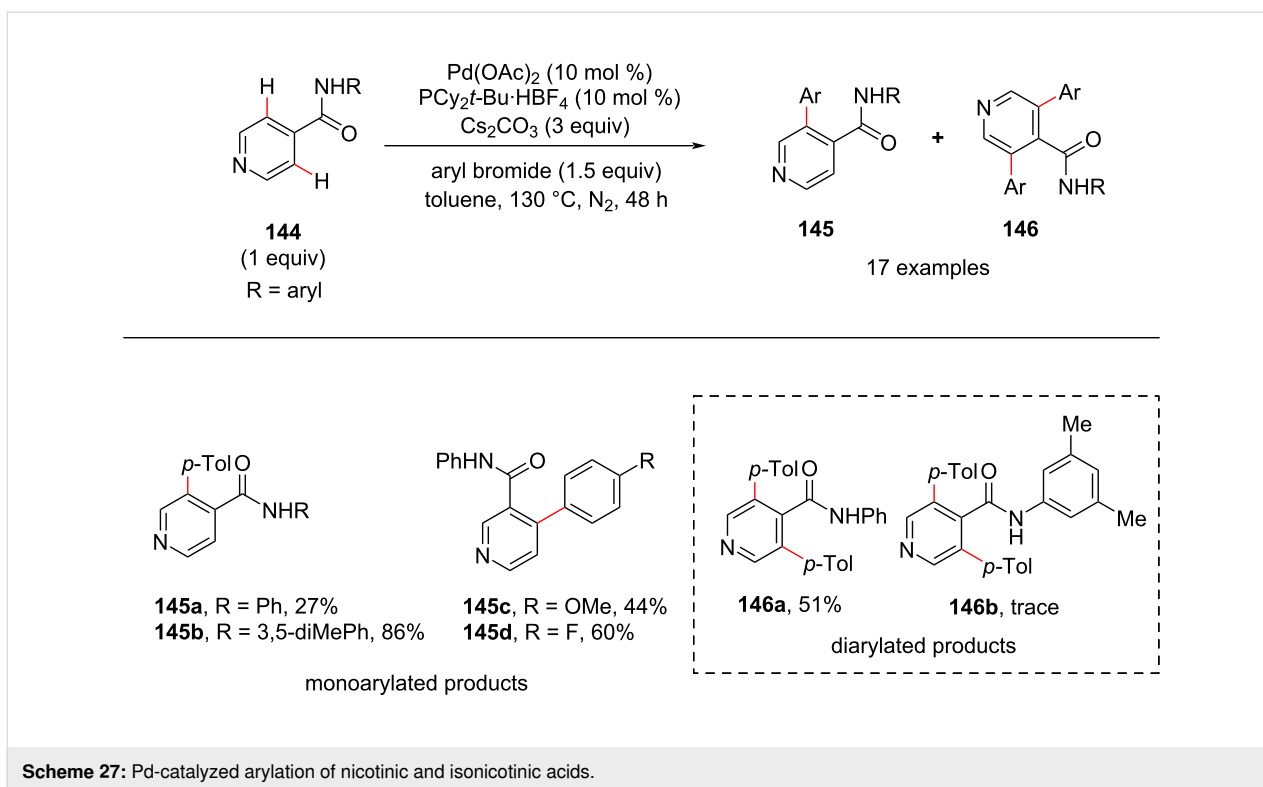 H
NHR
O
N
H
144
(1 equiv)
R = aryl
Pd(OAc)2 (10 mol %)
PCy2t-Bu·HBF4 (10 mol %)
Cs2CO3 (3 equiv)
aryl bromide (1.5 equiv)
toluene, 130 °C, N2, 48 h
Ar
NHR
O
N
145
+
N
Ar
O
Ar
NHR
146
17 examples
p-Tol
O
NHR
N
145a, R = Ph, 27%
145b, R = 3,5-diMePh, 86%
PhHN
O
R
N
145c, R = OMe, 44%
145d, R = F, 60%
monoarylated products
p-Tol
O
NHPh
N
p-Tol
146a, 51%
Me
p-Tol
O
N
H
Me
N
p-Tol
146b, trace
diarylated products
Scheme 27: Pd-catalyzed arylation of nicotinic and isonicotinic acids.